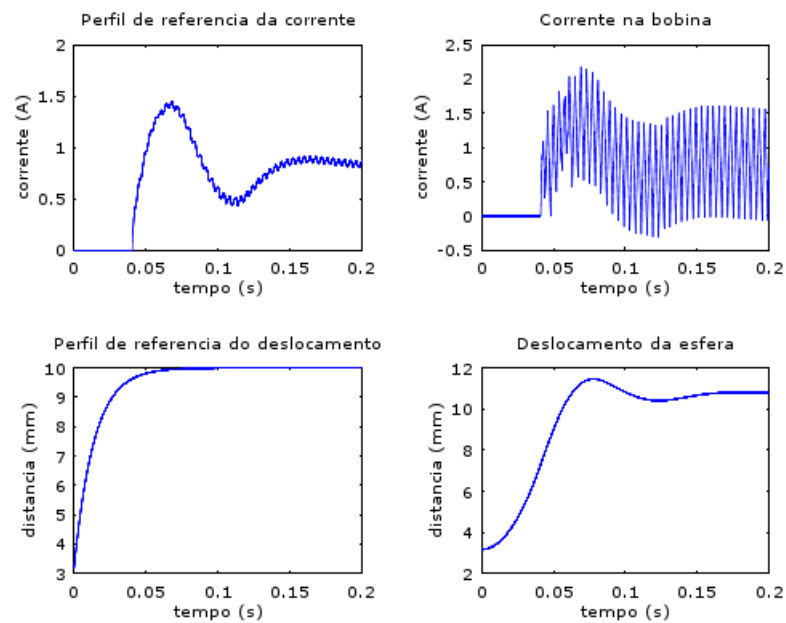 Perfil de referencia da corrente
corrente (A)
2
1.5
1
0.5
0
0 0.05 0.1 0.15 0.2
tempo (s)
Corrente na bobina
corrente (A)
2.5
2
1.5
1
0.5
0
-0.5
0 0.05 0.1 0.15 0.2
tempo (s)
Perfil de referencia do deslocamento
distancia (mm)
10
9
8
7
6
5
4
3
0 0.05 0.1 0.15 0.2
tempo (s)
Deslocamento da esfera
distancia (mm)
12
10
8
6
4
2
0 0.05 0.1 0.15 0.2
tempo (s)